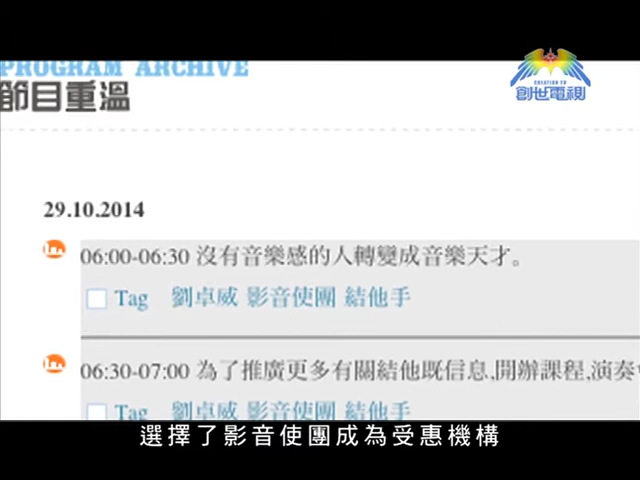 PROGRAM ARCHIVE
節目重溫
CREATION TV
創世電視
29.10.2014
06:00-06:30 沒有音樂感的人轉變成音樂天才。
Tag 劉卓威 影音使團 結他手
06:30-07:00 為了推廣更多有關結他既信息,開辦課程,演奏
Tag 劉卓威 影音使團 結他手
選擇了影音使團成為受惠機構